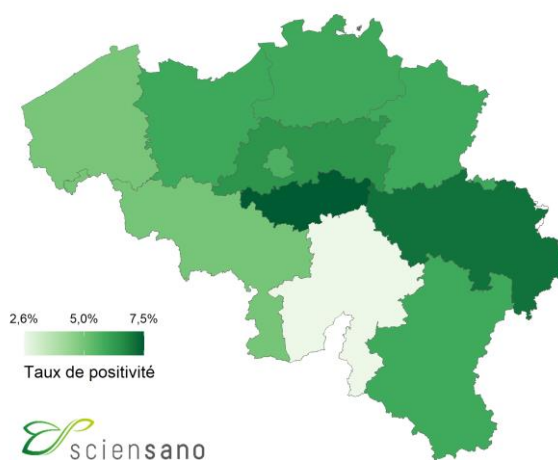 2,6% 5,0% 7,5%
Taux de positivité
sciensano